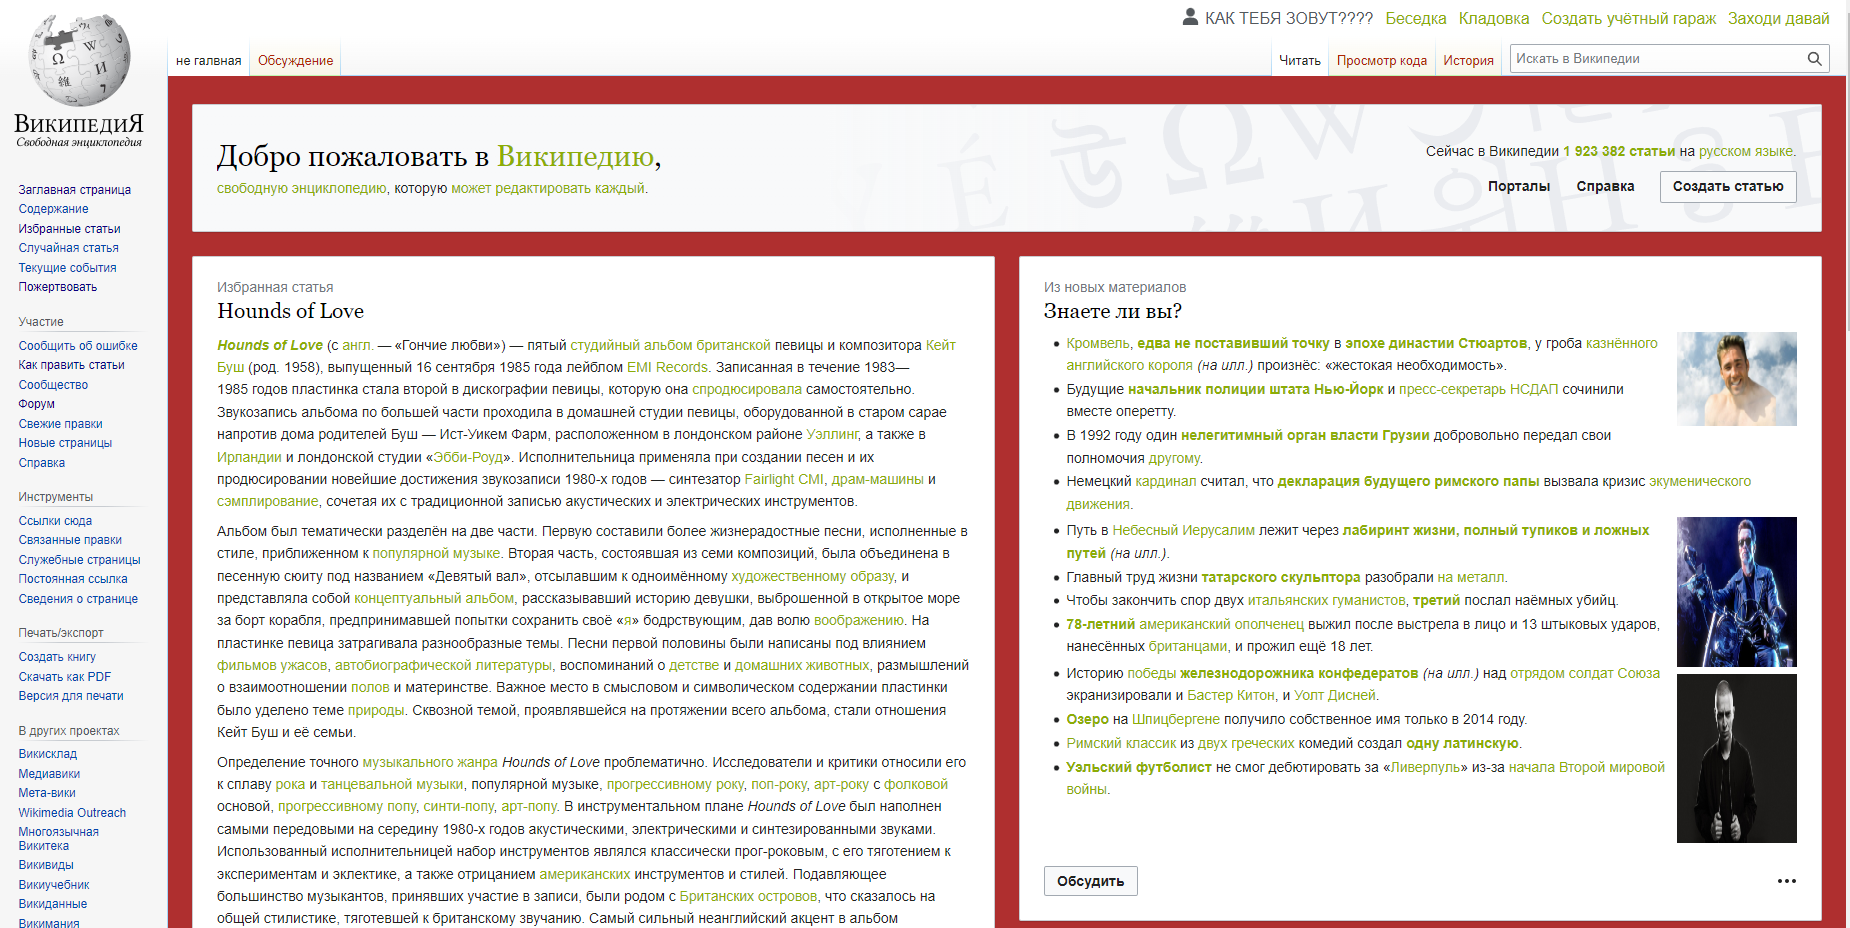 КАК ТЕБЯ ЗОВУТ???? Беседка Кладовка Создать учётный гараж Заходи давай
не галвная Обсуждение
Читать Просмотр кода История Искать в Википедии
ВИКИПЕДИЯ
Свободная энциклопедия
Заглавная страница
Содержание
Избранные статьи
Случайная статья
Текущие события
Пожертвовать
Участие
Сообщить об ошибке
Как править статьи
Сообщество
Форум
Свежие правки
Новые страницы
Справка
Инструменты
Ссылки сюда
Связанные правки
Служебные страницы
Постоянная ссылка
Сведения о странице
Печать/экспорт
Создать книгу
Скачать как PDF
Версия для печати
В других проектах
Викисклад
Медиавики
Мета-вики
Wikimedia Outreach
Многоязычная
Викитека
Викивиды
Викиучебник
Викиданные
Викимания
Добро пожаловать в Википедию,
свободную энциклопедию, которую может редактировать каждый.
Сейчас в Википедии 1 923 382 статьи на русском языке.
Порталы Справка Создать статью
Избранная статья
Hounds of Love
Hounds of Love (с англ. — «Гончие любви») — пятый студийный альбом британской певицы и композитора Кейт
Буш (род. 1958), выпущенный 16 сентября 1985 года лейблом EMI Records. Записанная в течение 1983—
1985 годов пластинка стала второй в дискографии певицы, которую она спродюсировала самостоятельно.
Звукозапись альбома по большей части проходила в домашней студии певицы, оборудованной в старом сарае
напротив дома родителей Буш — Ист-Уикем Фарм, расположенном в лондонском районе Уэллинг, а также в
Ирландии и лондонской студии «Эбби-Роуд». Исполнительница применяла при создании песен и их
продюсировании новейшие достижения звукозаписи 1980-х годов — синтезатор Fairlight CMI, драм-машины и
сэмплирование, сочетая их с традиционной записью акустических и электрических инструментов.
Альбом был тематически разделён на две части. Первую составили более жизнерадостные песни, исполненные в
стиле, приближенном к популярной музыке. Вторая часть, состоявшая из семи композиций, была объединена в
песенную сюиту под названием «Девятый вал», отсылавшим к одноимённому художественному образу, и
представляла собой концептуальный альбом, рассказывавший историю девушки, выброшенной в открытое море
за борт корабля, предпринимавшей попытки сохранить своё «я» бодрствующим, дав волю воображению. На
пластинке певица затрагивала разнообразные темы. Песни первой половины были написаны под влиянием
фильмов ужасов, автобиографической литературы, воспоминаний о детстве и домашних животных, размышлений
о взаимоотношении полов и материнстве. Важное место в смысловом и символическом содержании пластинки
было уделено теме природы. Сквозной темой, проявлявшейся на протяжении всего альбома, стали отношения
Кейт Буш и её семьи.
Определение точного музыкального жанра Hounds of Love проблематично. Исследователи и критики относили его
к сплаву рока и танцевальной музыки, популярной музыке, прогрессивному року, поп-року, арт-року с фолковой
основой, прогрессивному попу, синти-попу, арт-попу. В инструментальном плане Hounds of Love был наполнен
самыми передовыми на середину 1980-х годов акустическими, электрическими и синтезированными звуками.
Использованный исполнительницей набор инструментов являлся классически прог-роковым, с его тяготением к
экспериментам и эклектике, а также отрицанием американских инструментов и стилей. Подавляющее
большинство музыкантов, принявших участие в записи, были родом с Британских островов, что сказалось на
общей стилистике, тяготевшей к британскому звучанию. Самый сильный неанглийский акцент в альбом
Из новых материалов
Знаете ли вы?
Кромвель, едва не поставивший точку в эпохе династии Стюартов, у гроба казнённого
английского короля (на илл.) произнёс: «жестокая необходимость».
Будущие начальник полиции штата Нью-Йорк и пресс-секретарь НСДАП сочинили
вместе оперетту.
В 1992 году один нелегитимный орган власти Грузии добровольно передал свои
полномочия другому.
Немецкий кардинал считал, что декларация будущего римского папы вызвала кризис экуменического
движения.
Путь в Небесный Иерусалим лежит через лабиринт жизни, полный тупиков и ложных
путей (на илл.).
Главный труд жизни татарского скульптора разобрали на металл.
Чтобы закончить спор двух итальянских гуманистов, третий послал наёмных убийц.
78-летний американский ополченец выжил после выстрела в лицо и 13 штыковых ударов,
нанесённых британцами, и прожил ещё 18 лет.
Историю победы железнодорожника конфедератов (на илл.) над отрядом солдат Союза
экранизировали и Бастер Китон, и Уолт Дисней.
Озеро на Шпицбергене получило собственное имя только в 2014 году.
Римский классик из двух греческих комедий создал одну латинскую.
Уэльский футболист не смог дебютировать за «Ливерпуль» из-за начала Второй мировой
войны.
Обсудить